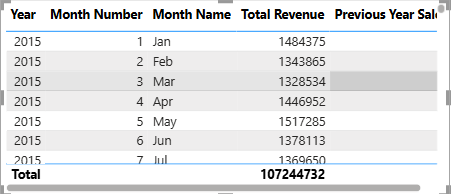 Year Month Number Month Name Total Revenue Previous Year Sale
2015 1 Jan 1484375
2015 2 Feb 1343865
2015 3 Mar 1328534
2015 4 Apr 1446952
2015 5 May 1517285
2015 6 Jun 1378113
2015 7 Jul 1369650
Total 107244732